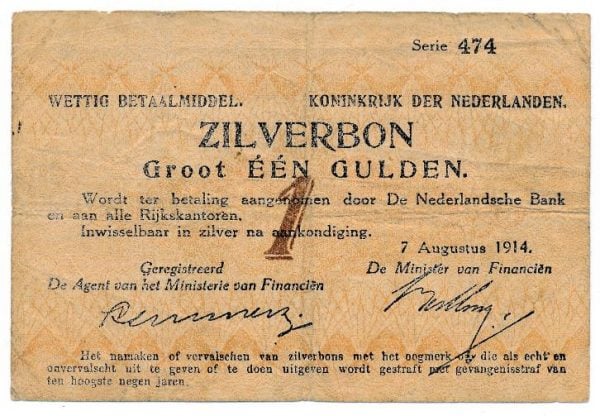 Serie 474
WETTIG BETAALMIDDEL. KONINKRIJK DER NEDERLANDEN.
ZILVERBON
Groot ÉÉN GULDEN.
1
Wordt ter betaling aangenomen door De Nederlandsche Bank
en aan alle Rijkskantoren.
Inwisselbaar in zilver na aankondiging.
7 Augustus 1914.
Geregistreerd De Minister van Financiën
De Agent van het Ministerie van Financiën
Het namaken of vervalschen van zilverbons met het oogmerk om die als echt en
onvervalscht uit te geven of te doen uitgeven wordt gestraft met gevangenisstraf van
ten hoogste negen jaren.